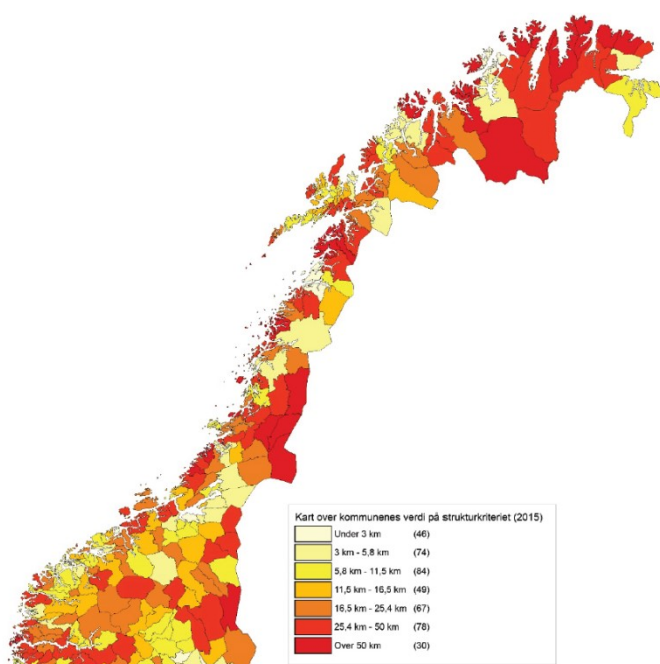 Kart over kommunenes verdi på strukturkriteriet (2015)
Under 3 km (46)
3 km - 5,8 km (74)
5,8 km - 11,5 km (84)
11,5 km - 16,5 km (49)
16,5 km - 25,4 km (67)
25,4 km - 50 km (78)
Over 50 km (30)